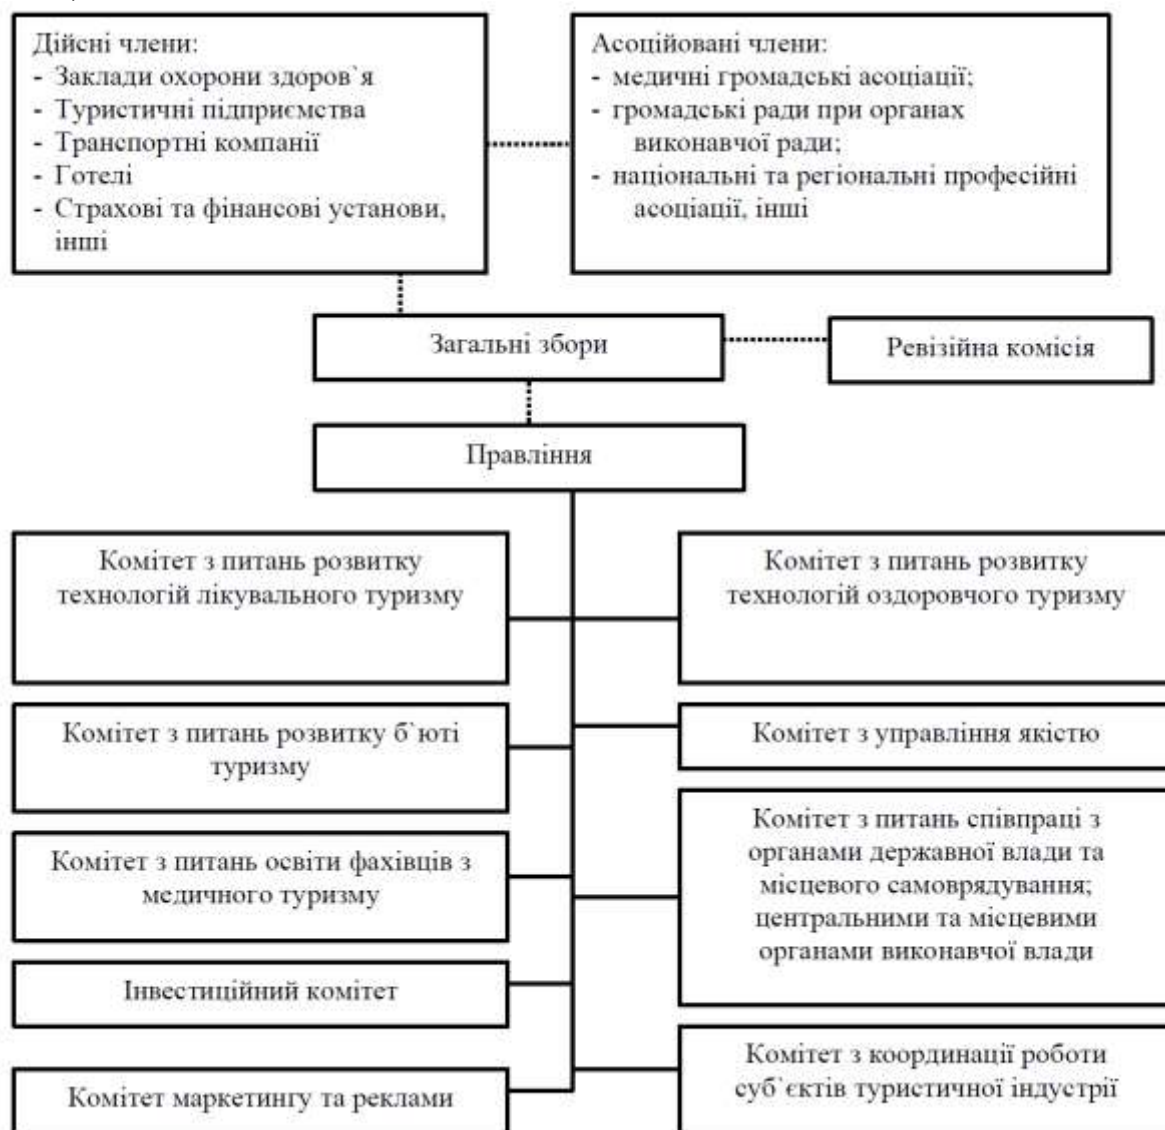 Дійсні члени:
- Заклади охорони здоров`я
- Туристичні підприємства
- Транспортні компанії
- Готелі
- Страхові та фінансові установи,
інші
Асоційовані члени:
- медичні громадські асоціації;
- громадські ради при органах
виконавчої ради;
- національні та регіональні професійні
асоціації, інші
Загальні збори
Ревізійна комісія
Правління
Комітет з питань розвитку
технологій лікувального туризму
Комітет з питань розвитку
технологій оздоровчого туризму
Комітет з питань розвитку б`юті
туризму
Комітет з управління якістю
Комітет з питань освіти фахівців з
медичного туризму
Комітет з питань співпраці з
органами державної влади та
місцевого самоврядування;
центральними та місцевими
органами виконавчої влади
Інвестиційний комітет
Комітет маркетингу та реклами
Комітет з координації роботи
суб`єктів туристичної індустрії